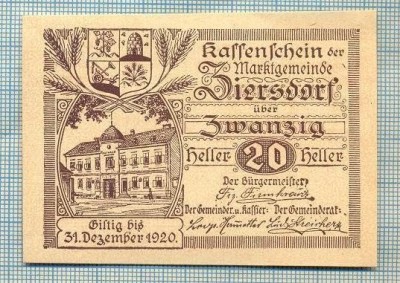 Kassenschein der
Marktgemeinde
Ziersdorf
über
Zwanzig
Heller 20 Heller
Der Bürgermeister
Der Gemeinder. u. Kassier: Der Gemeinderat:
Giltig bis
31. Dezember 1920.